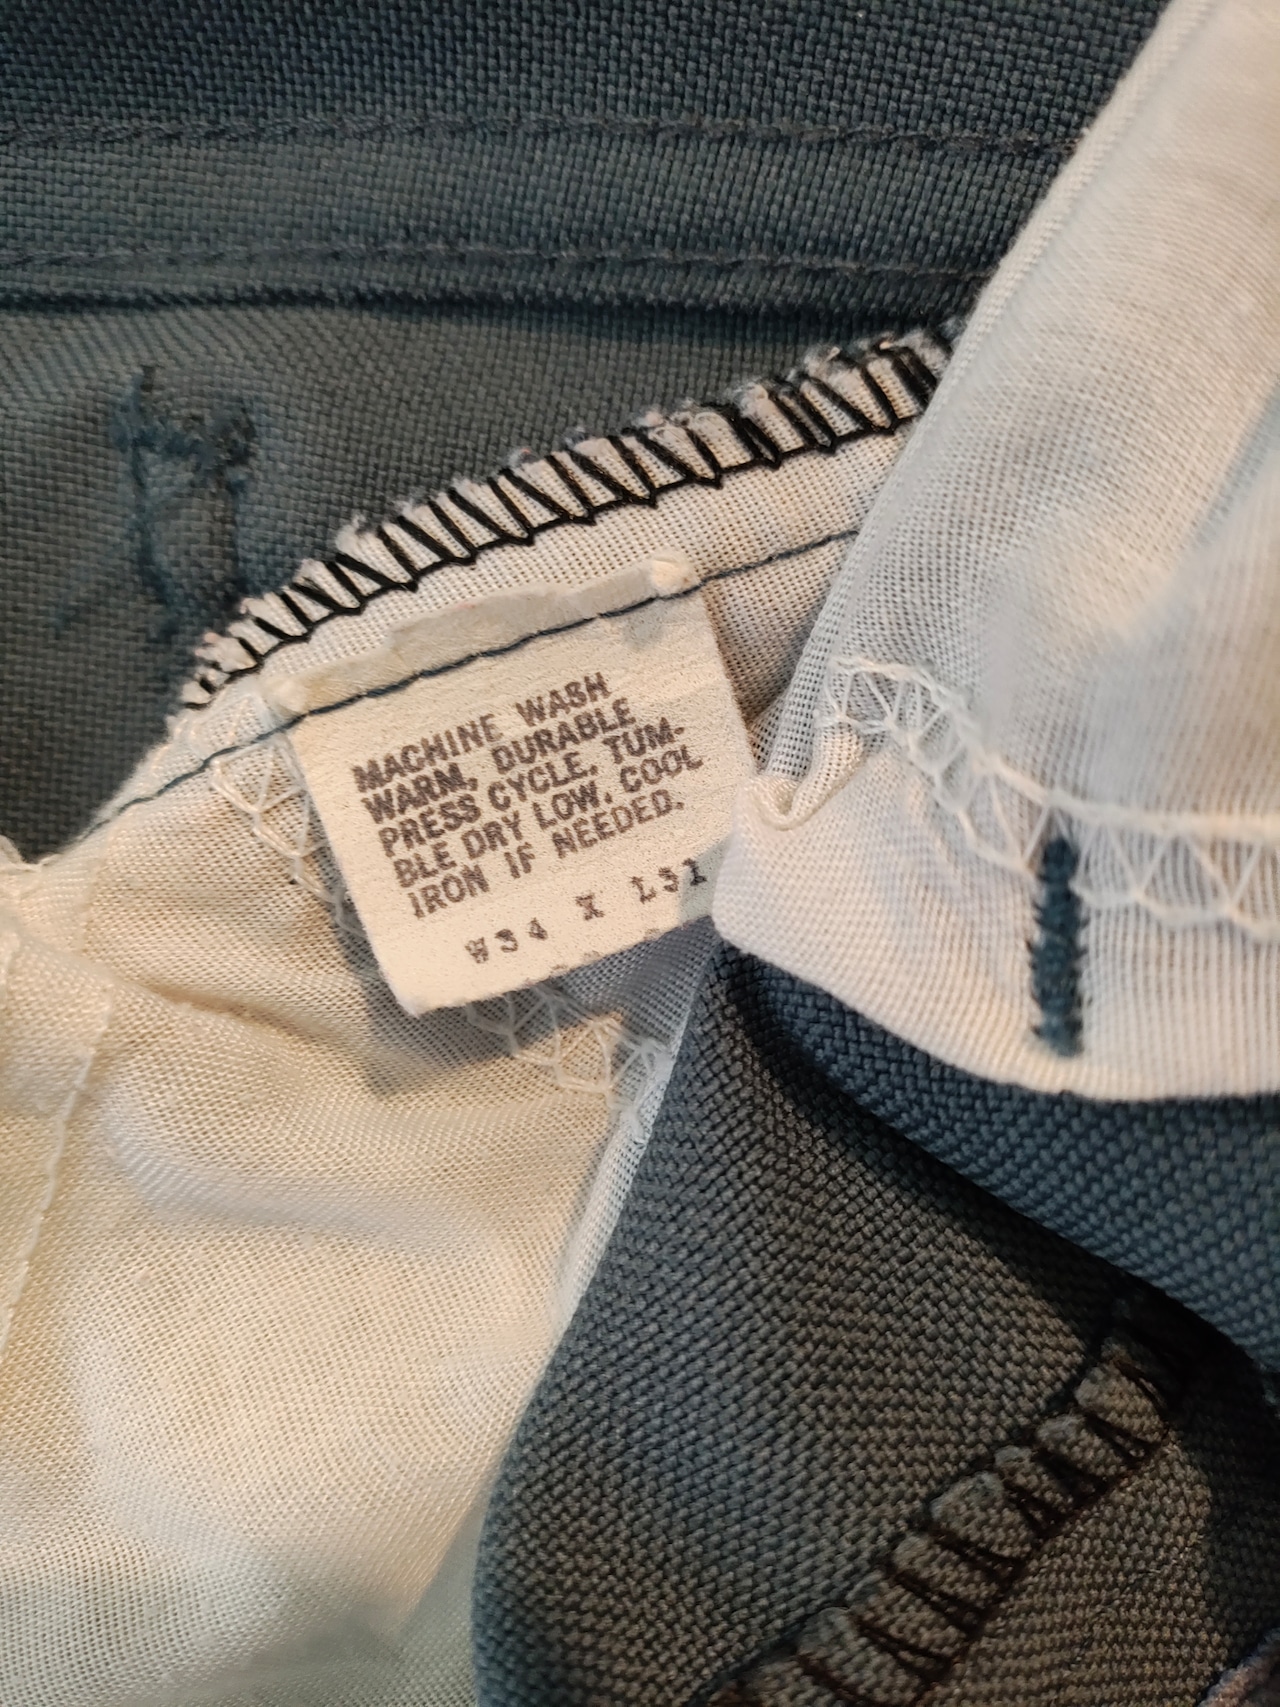 MACHINE WASH
WARM, DURABLE
PRESS CYCLE. TUM-
BLE DRY LOW. COOL
IRON IF NEEDED.
W34 X L31